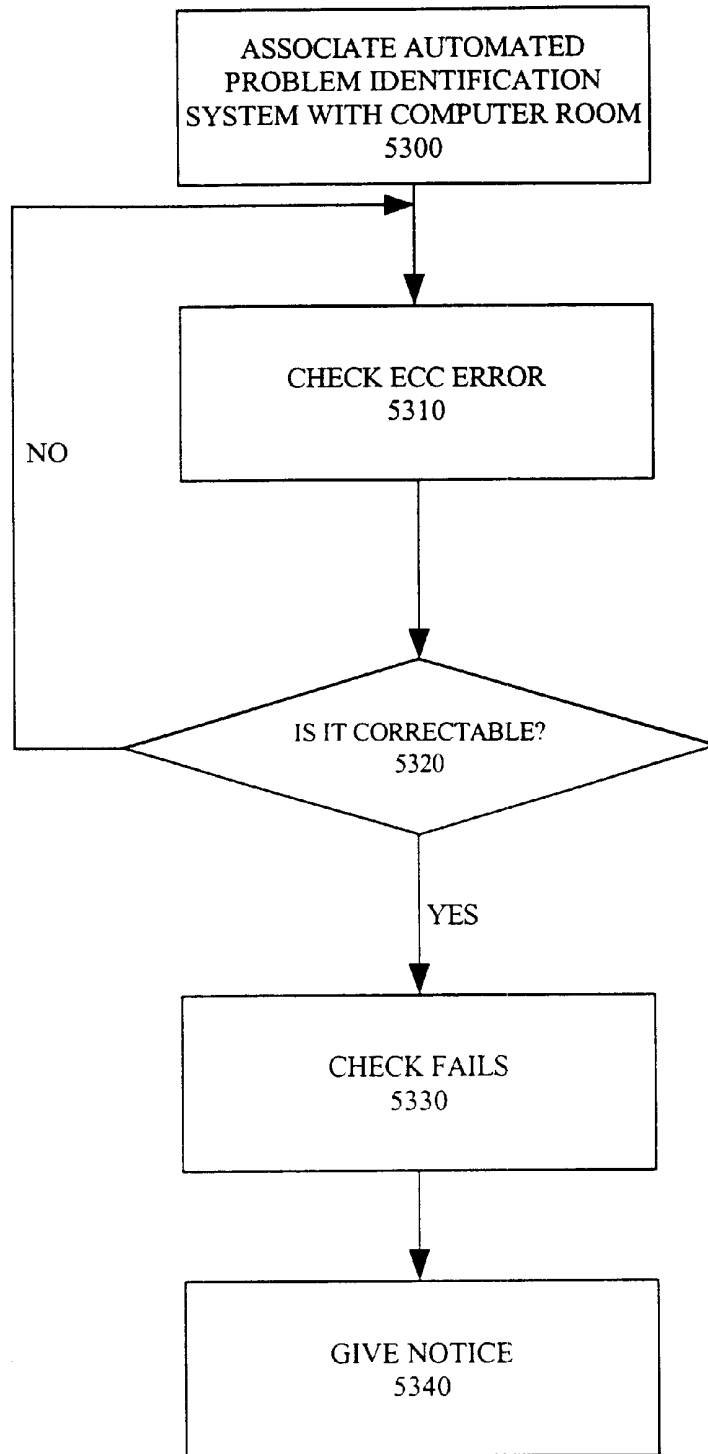 ASSOCIATE AUTOMATED
PROBLEM IDENTIFICATION
SYSTEM WITH COMPUTER ROOM
5300
CHECK ECC ERROR
5310
NO
IS IT CORRECTABLE?
5320
YES
CHECK FAILS
5330
GIVE NOTICE
5340